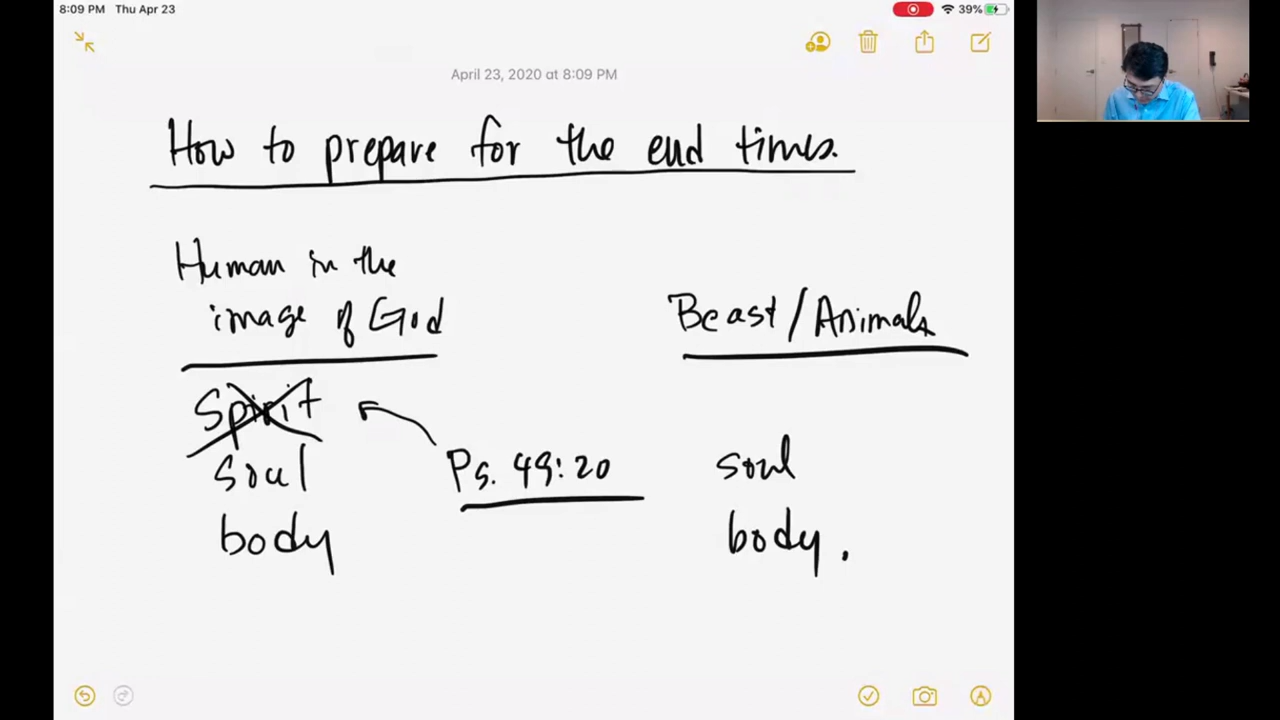 8:09 PM Thu Apr 23
39%
April 23, 2020 at 8:09 PM
How to prepare for the end times.
Human in the
image of God
Beast/Animals
Spirit
soul
Ps. 49:20
soul
body
body.